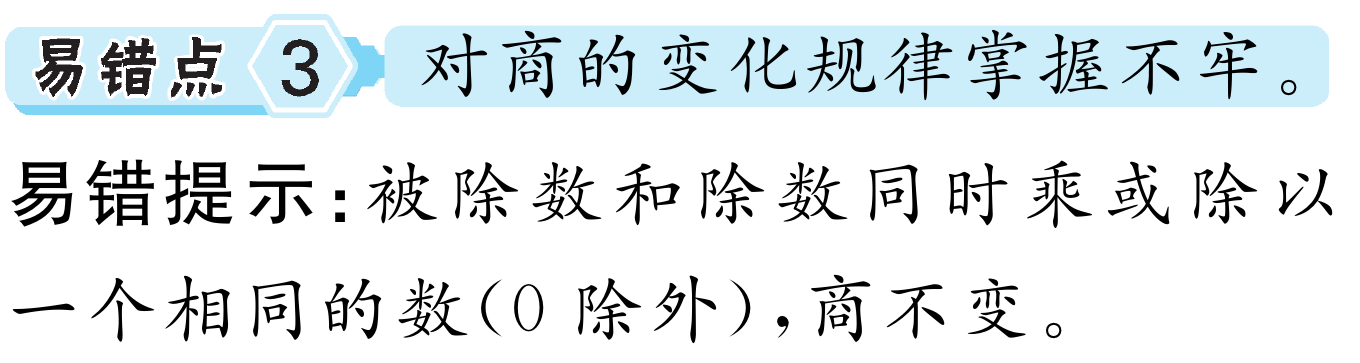 易错点 3 对商的变化规律掌握不牢。
易错提示:被除数和除数同时乘或除以
一个相同的数(0 除外),商不变。